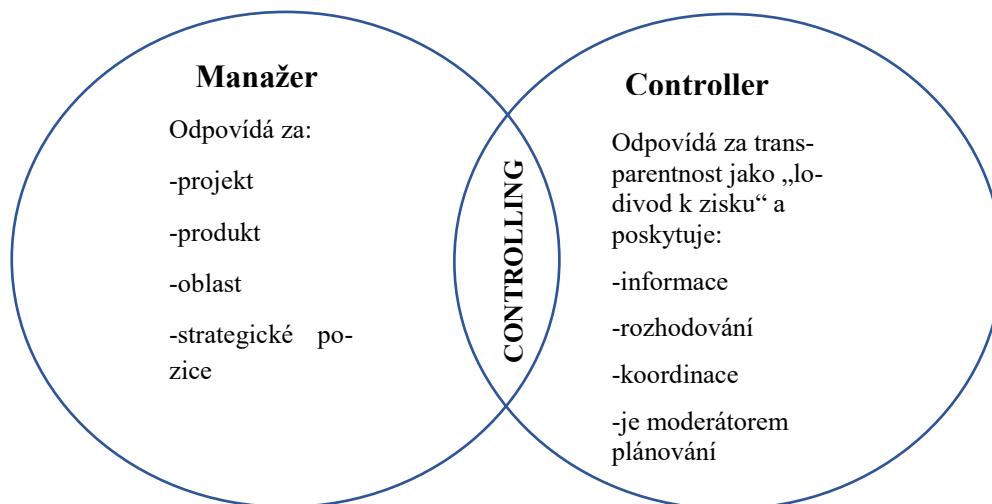 Manažer
Odpovídá za:
-projekt
-produkt
-oblast
-strategické po-
zice
CONTROLLING
Controller
Odpovídá za trans-
parentnost jako „lo-
divod k zisku“ a
poskytuje:
-informace
-rozhodování
-koordinace
-je moderátorem
plánování